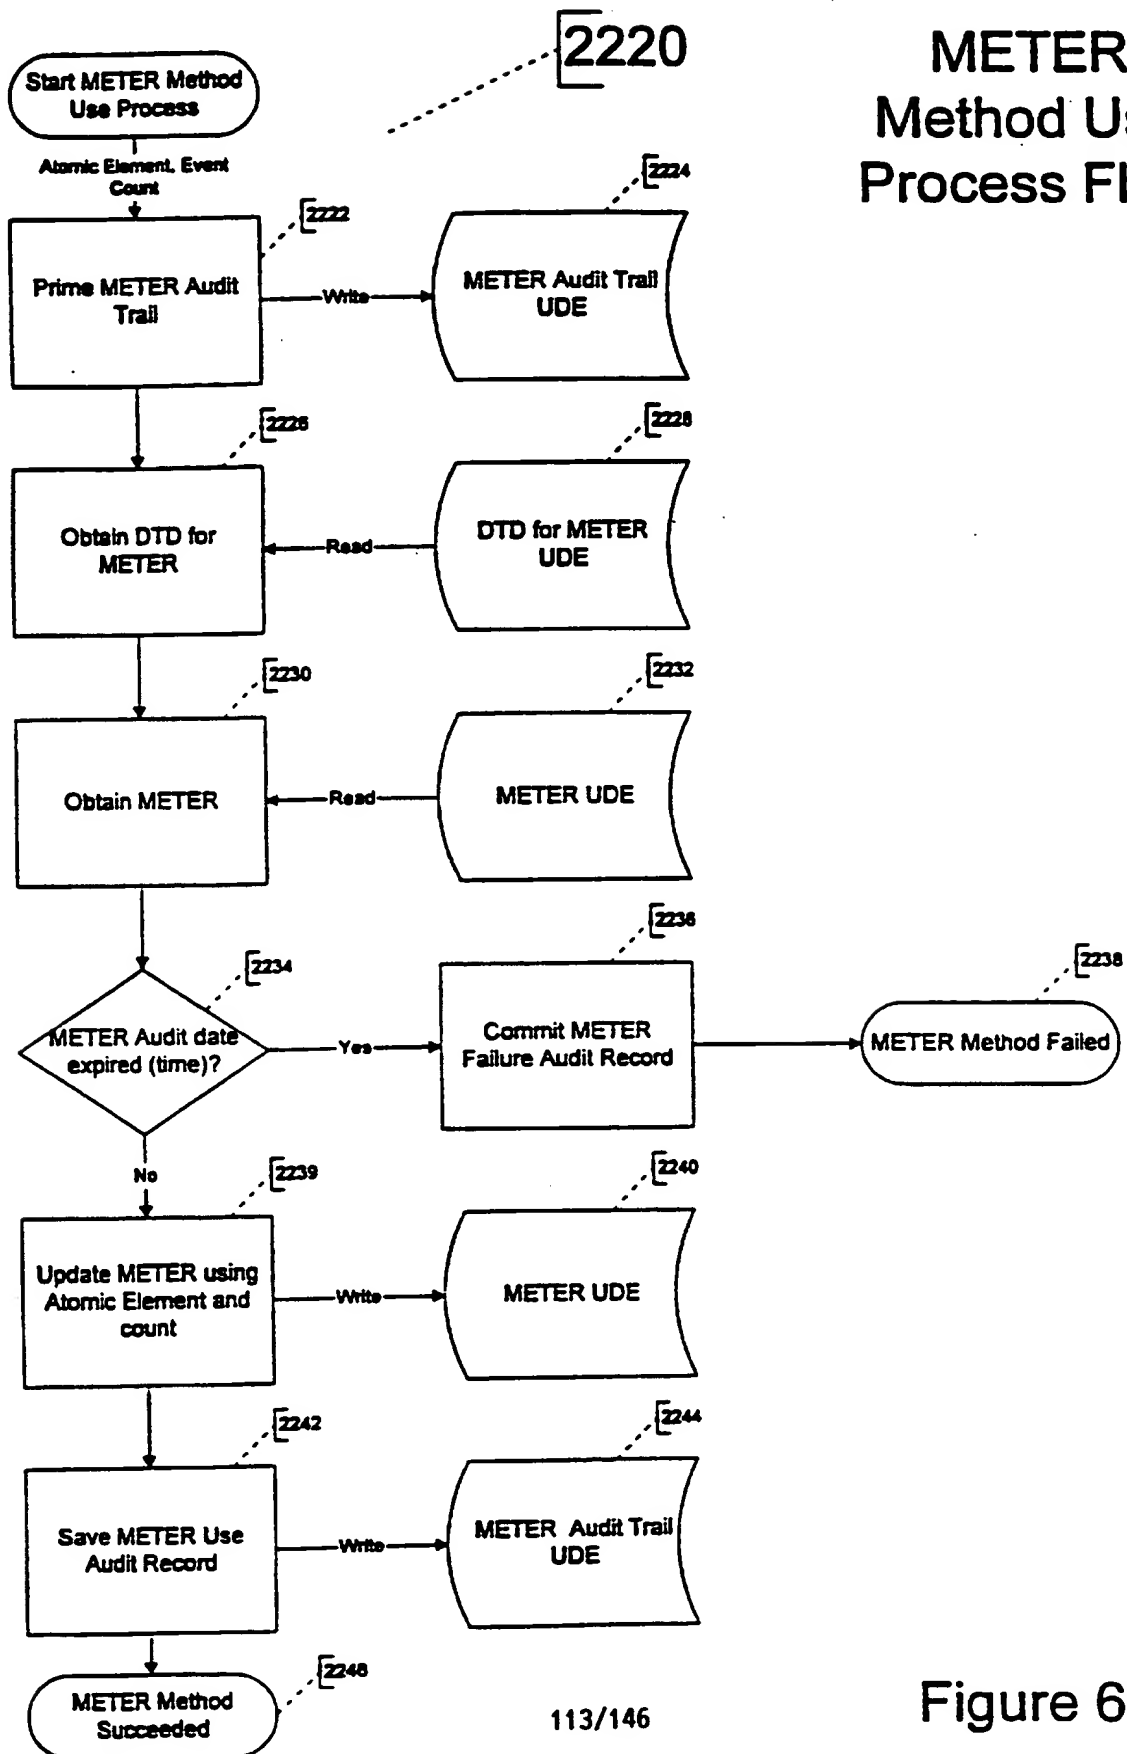 2220
METER
Method Us
Process Fl
Start METER Method
Use Process
Atomic Element, Event
Count
2222
2224
Prime METER Audit
Trail
Write
METER Audit Trail
UDE
2226
2228
Obtain DTD for
METER
Read
DTD for METER
UDE
2230
2232
Obtain METER
Read
METER UDE
2234
2236
2238
METER Audit date
expired (time)?
Yes
Commit METER
Failure Audit Record
METER Method Failed
No
2239
2240
Update METER using
Atomic Element and
count
Write
METER UDE
2242
2244
Save METER Use
Audit Record
Write
METER Audit Trail
UDE
2246
METER Method
Succeeded
113/146
Figure 6